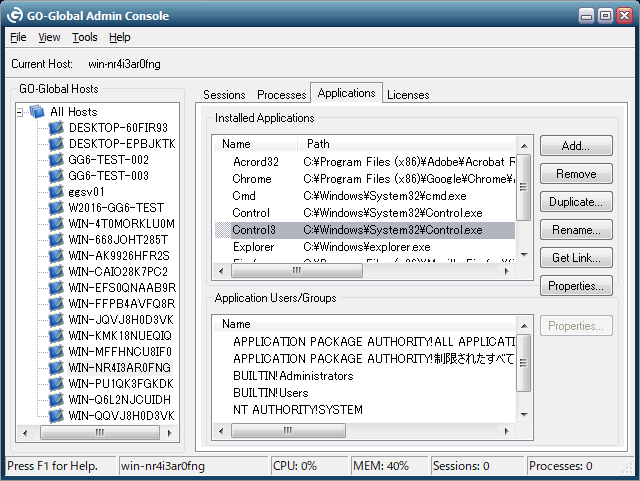 GO-Global Admin Console
File View Tools Help
Current Host: win-nr4i3ar0fng
GO-Global Hosts
All Hosts
DESKTOP-60FIR93
DESKTOP-EPBJKTK
GG6-TEST-002
GG6-TEST-003
ggsv01
W2016-GG6-TEST
WIN-4T0MORKLU0M
WIN-668JOHT285T
WIN-AK9926HFR2S
WIN-CAIO28K7PC2
WIN-EFS0QNAAB9R
WIN-FFPB4AVFQ8R
WIN-JQVJ8H0D3VK
WIN-KMK18NUEQIO
WIN-MFFHNCU8IF0
WIN-NR4I3AR0FNG
WIN-PU1QK3FGKDK
WIN-Q6L2NJCUIDH
WIN-QQVJ8H0D3VK
Sessions Processes Applications Licenses
Installed Applications
Name Path
Acrord32 C:¥Program Files (x86)¥Adobe¥Acrobat R
Chrome C:¥Program Files (x86)¥Google¥Chrome¥
Cmd C:¥Windows¥System32¥cmd.exe
Control C:¥Windows¥System32¥Control.exe
Control3 C:¥Windows¥System32¥Control.exe
Explorer C:¥Windows¥explorer.exe
Add...
Remove
Duplicate...
Rename...
Get Link...
Properties...
Application Users/Groups
Name
APPLICATION PACKAGE AUTHORITY!ALL APPLICATI
APPLICATION PACKAGE AUTHORITY!制限されたすべて
BUILTIN!Administrators
BUILTIN!Users
NT AUTHORITY!SYSTEM
Properties...
Press F1 for Help. win-nr4i3ar0fng CPU: 0% MEM: 40% Sessions: 0 Processes: 0